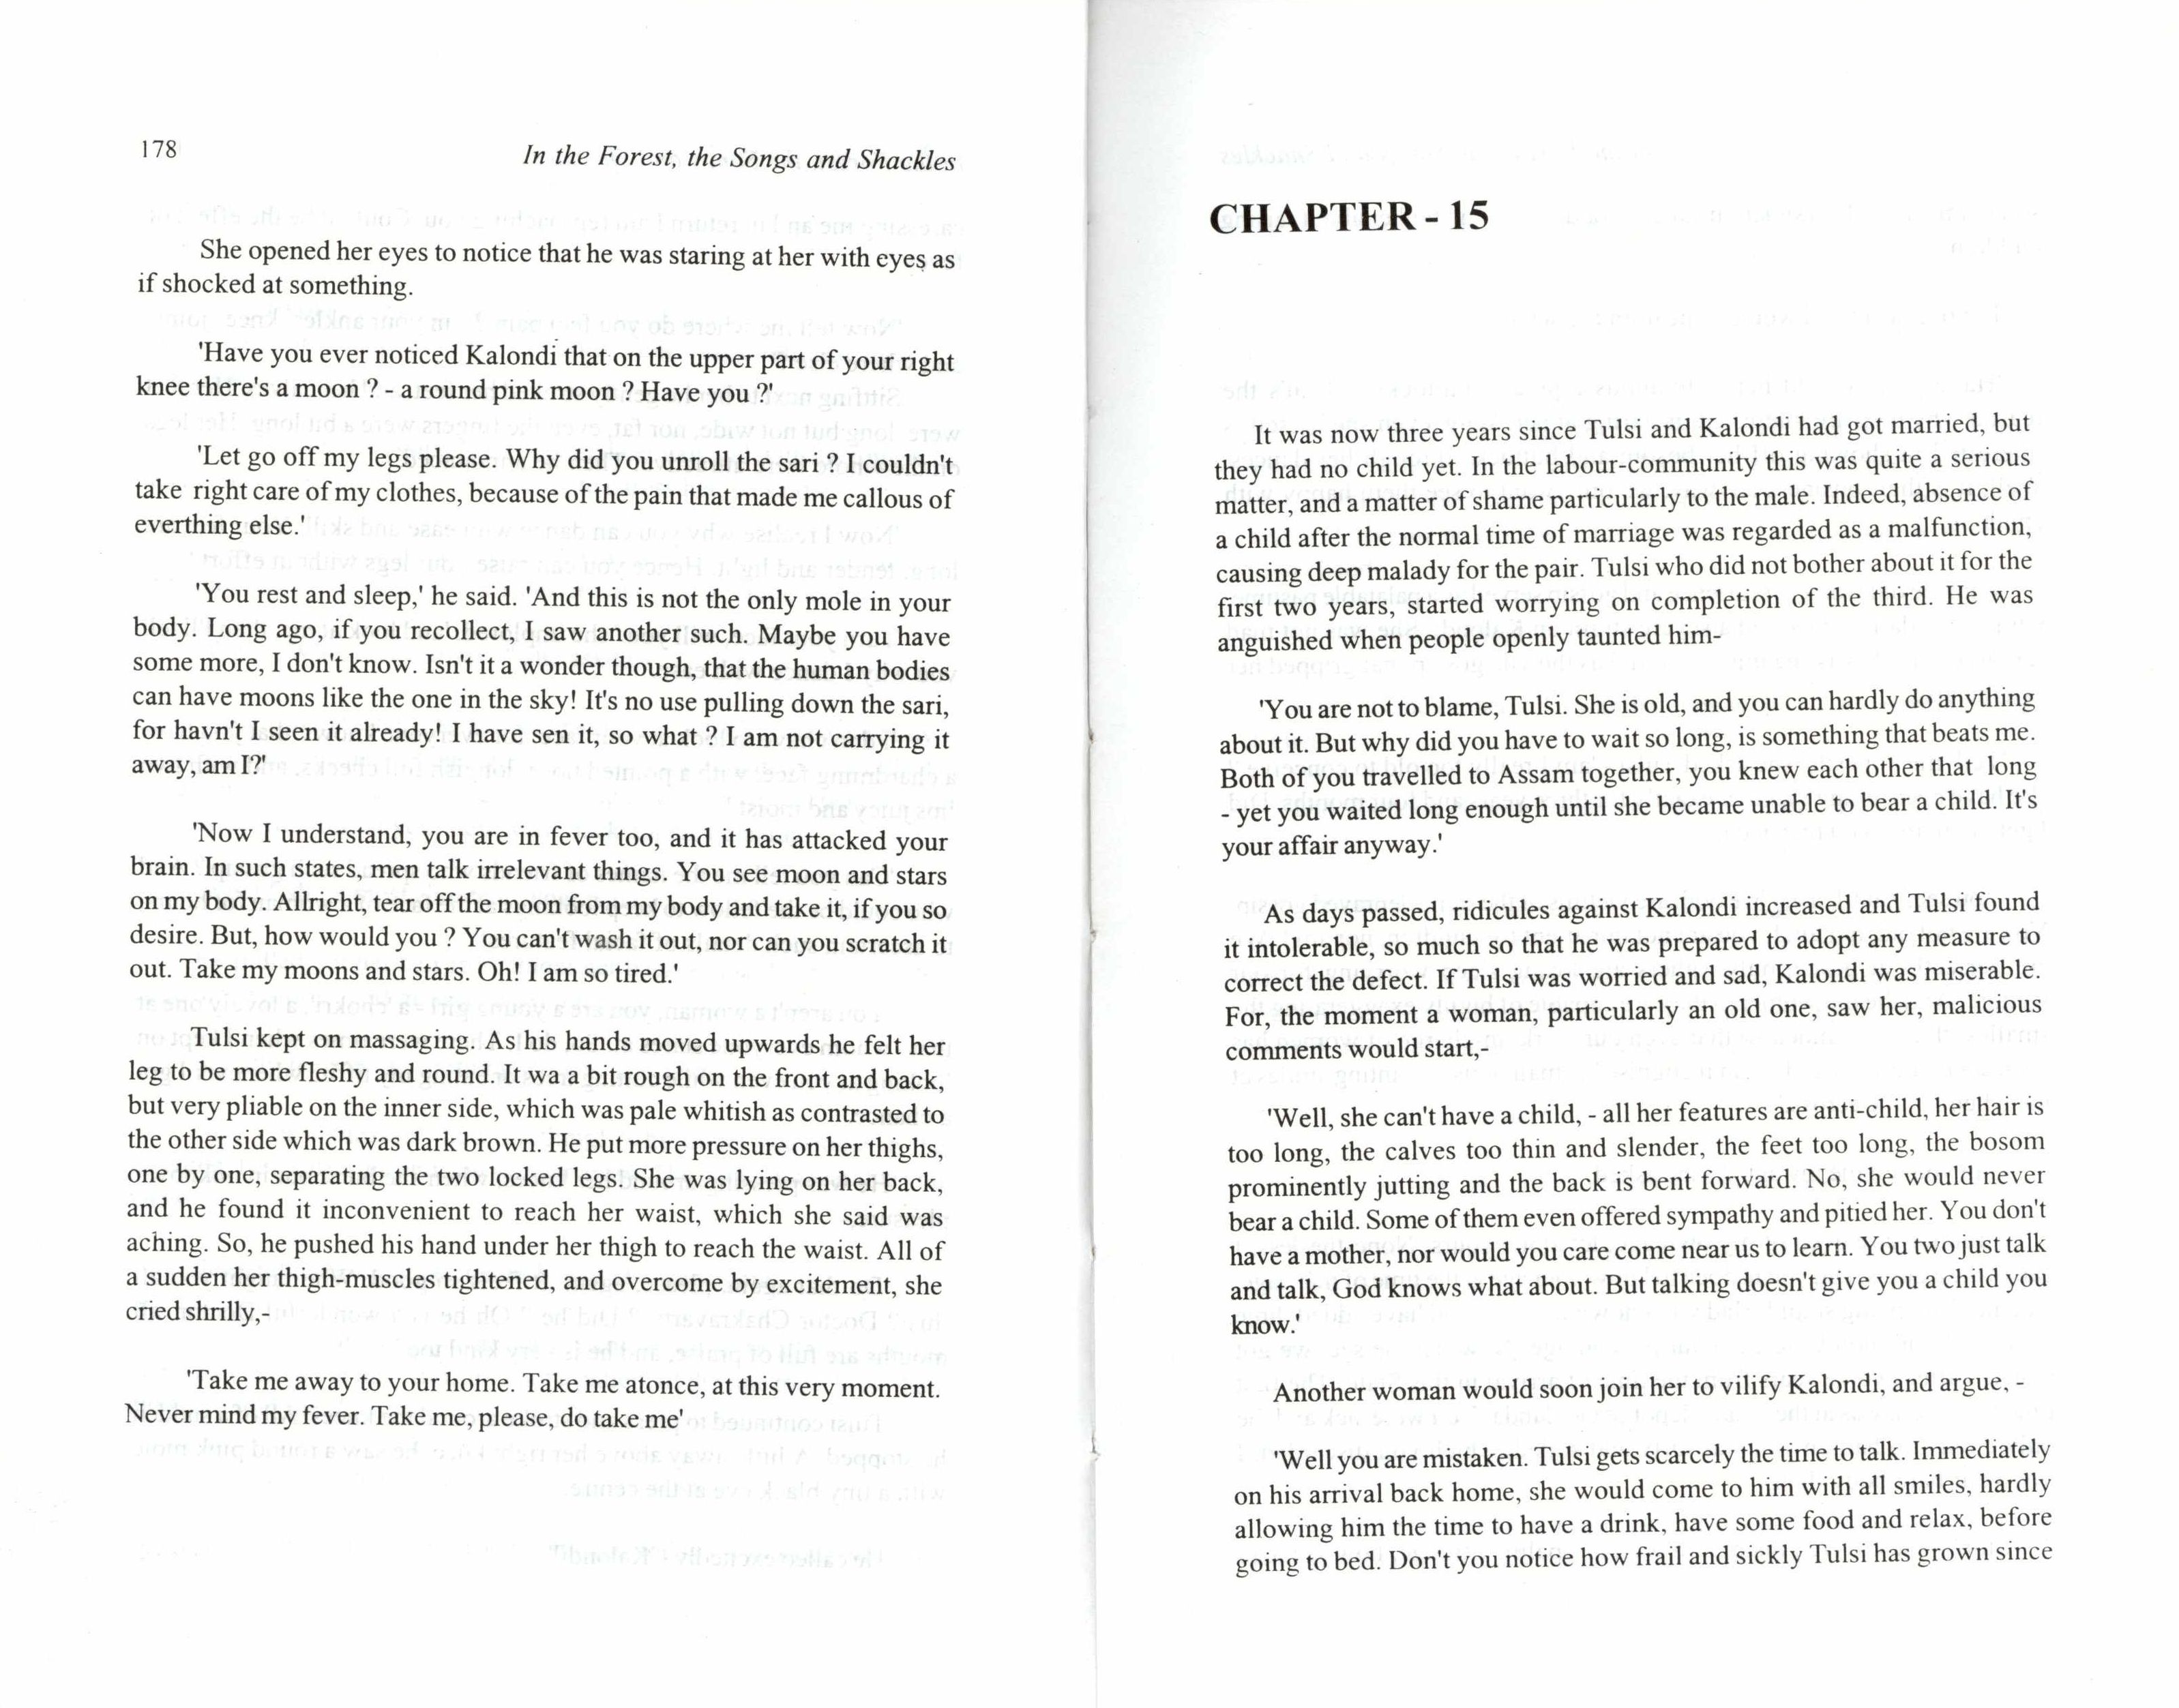 178
In the Forest, the Songs and Shackles
She opened her eyes to notice that he was staring at her with eyes as
if shocked at something.
'Have you ever noticed Kalondi that on the upper part of your right
knee there's a moon ? - a round pink moon ? Have you ?'
'Let go off my legs please. Why did you unroll the sari ? I couldn't
take right care of my clothes, because of the pain that made me callous of
everthing else.'
'You rest and sleep,' he said. 'And this is not the only mole in your
body. Long ago, if you recollect, I saw another such. Maybe you have
some more, I don't know. Isn't it a wonder though, that the human bodies
can have moons like the one in the sky! It's no use pulling down the sari,
for havn't I seen it already! I have sen it, so what ? I am not carrying it
away, am I?'
'Now I understand, you are in fever too, and it has attacked your
brain. In such states, men talk irrelevant things. You see moon and stars
on my body. Allright, tear off the moon from my body and take it, if you so
desire. But, how would you ? You can't wash it out, nor can you scratch it
out. Take my moons and stars. Oh! I am so tired.'
Tulsi kept on massaging. As his hands moved upwards he felt her
leg to be more fleshy and round. It wa a bit rough on the front and back,
but very pliable on the inner side, which was pale whitish as contrasted to
the other side which was dark brown. He put more pressure on her thighs,
one by one, separating the two locked legs. She was lying on her back,
and he found it inconvenient to reach her waist, which she said was
aching. So, he pushed his hand under her thigh to reach the waist. All of
a sudden her thigh-muscles tightened, and overcome by excitement, she
cried shrilly,-
'Take me away to your home. Take me atonce, at this very moment.
Never mind my fever. Take me, please, do take me'
CHAPTER - 15
It was now three years since Tulsi and Kalondi had got married, but
they had no child yet. In the labour-community this was quite a serious
matter, and a matter of shame particularly to the male. Indeed, absence of
a child after the normal time of marriage was regarded as a malfunction,
causing deep malady for the pair. Tulsi who did not bother about it for the
first two years, started worrying on completion of the third. He was
anguished when people openly taunted him-
'You are not to blame, Tulsi. She is old, and you can hardly do anything
about it. But why did you have to wait so long, is something that beats me.
Both of you travelled to Assam together, you knew each other that long
- yet you waited long enough until she became unable to bear a child. It's
your affair anyway.'
As days passed, ridicules against Kalondi increased and Tulsi found
it intolerable, so much so that he was prepared to adopt any measure to
correct the defect. If Tulsi was worried and sad, Kalondi was miserable.
For, the moment a woman, particularly an old one, saw her, malicious
comments would start,-
'Well, she can't have a child, - all her features are anti-child, her hair is
too long, the calves too thin and slender, the feet too long, the bosom
prominently jutting and the back is bent forward. No, she would never
bear a child. Some of them even offered sympathy and pitied her. You don't
have a mother, nor would you care come near us to learn. You two just talk
and talk, God knows what about. But talking doesn't give you a child you
know.'
Another woman would soon join her to vilify Kalondi, and argue, -
'Well you are mistaken. Tulsi gets scarcely the time to talk. Immediately
on his arrival back home, she would come to him with all smiles, hardly
allowing him the time to have a drink, have some food and relax, before
going to bed. Don't you notice how frail and sickly Tulsi has grown since